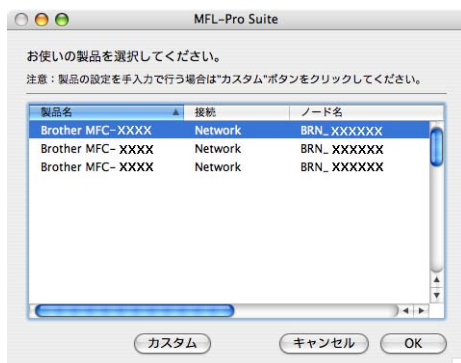 MFL-Pro Suite
お使いの製品を選択してください。
注意：製品の設定を手入力で行う場合は"カスタム"ボタンをクリックしてください。
製品名 接続 ノード名
Brother MFC-XXXX Network BRN_XXXXXX
Brother MFC- XXXX Network BRN_ XXXXXX
Brother MFC- XXXX Network BRN_ XXXXXX
カスタム キャンセル OK